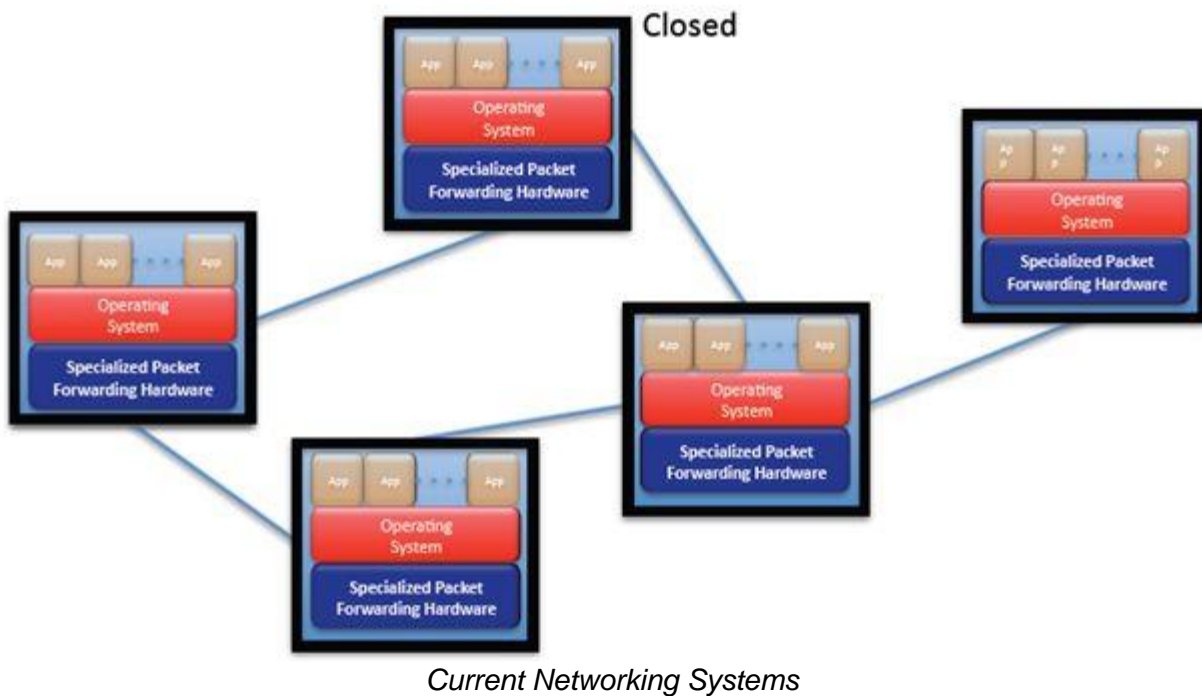 Closed
App App App
Operating
System
Specialized Packet
Forwarding Hardware
Ap
p Ap
p Ap
p
Operating
System
Specialized Packet
Forwarding Hardware
App App App
Operating
System
Specialized Packet
Forwarding Hardware
App App App
Operating
System
Specialized Packet
Forwarding Hardware
App App App
Operating
System
Specialized Packet
Forwarding Hardware
Current Networking Systems